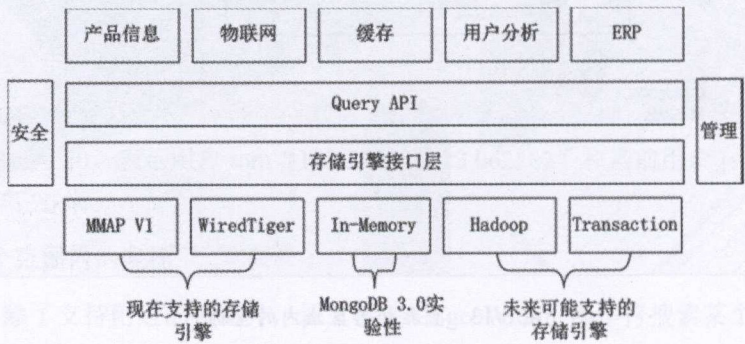 产品信息 物联网 缓存 用户分析 ERP
安全
Query API
管理
存储引擎接口层
MMAP V1 WiredTiger In-Memory Hadoop Transaction
现在支持的存储
引擎
MongoDB 3.0实
验性
未来可能支持的
存储引擎